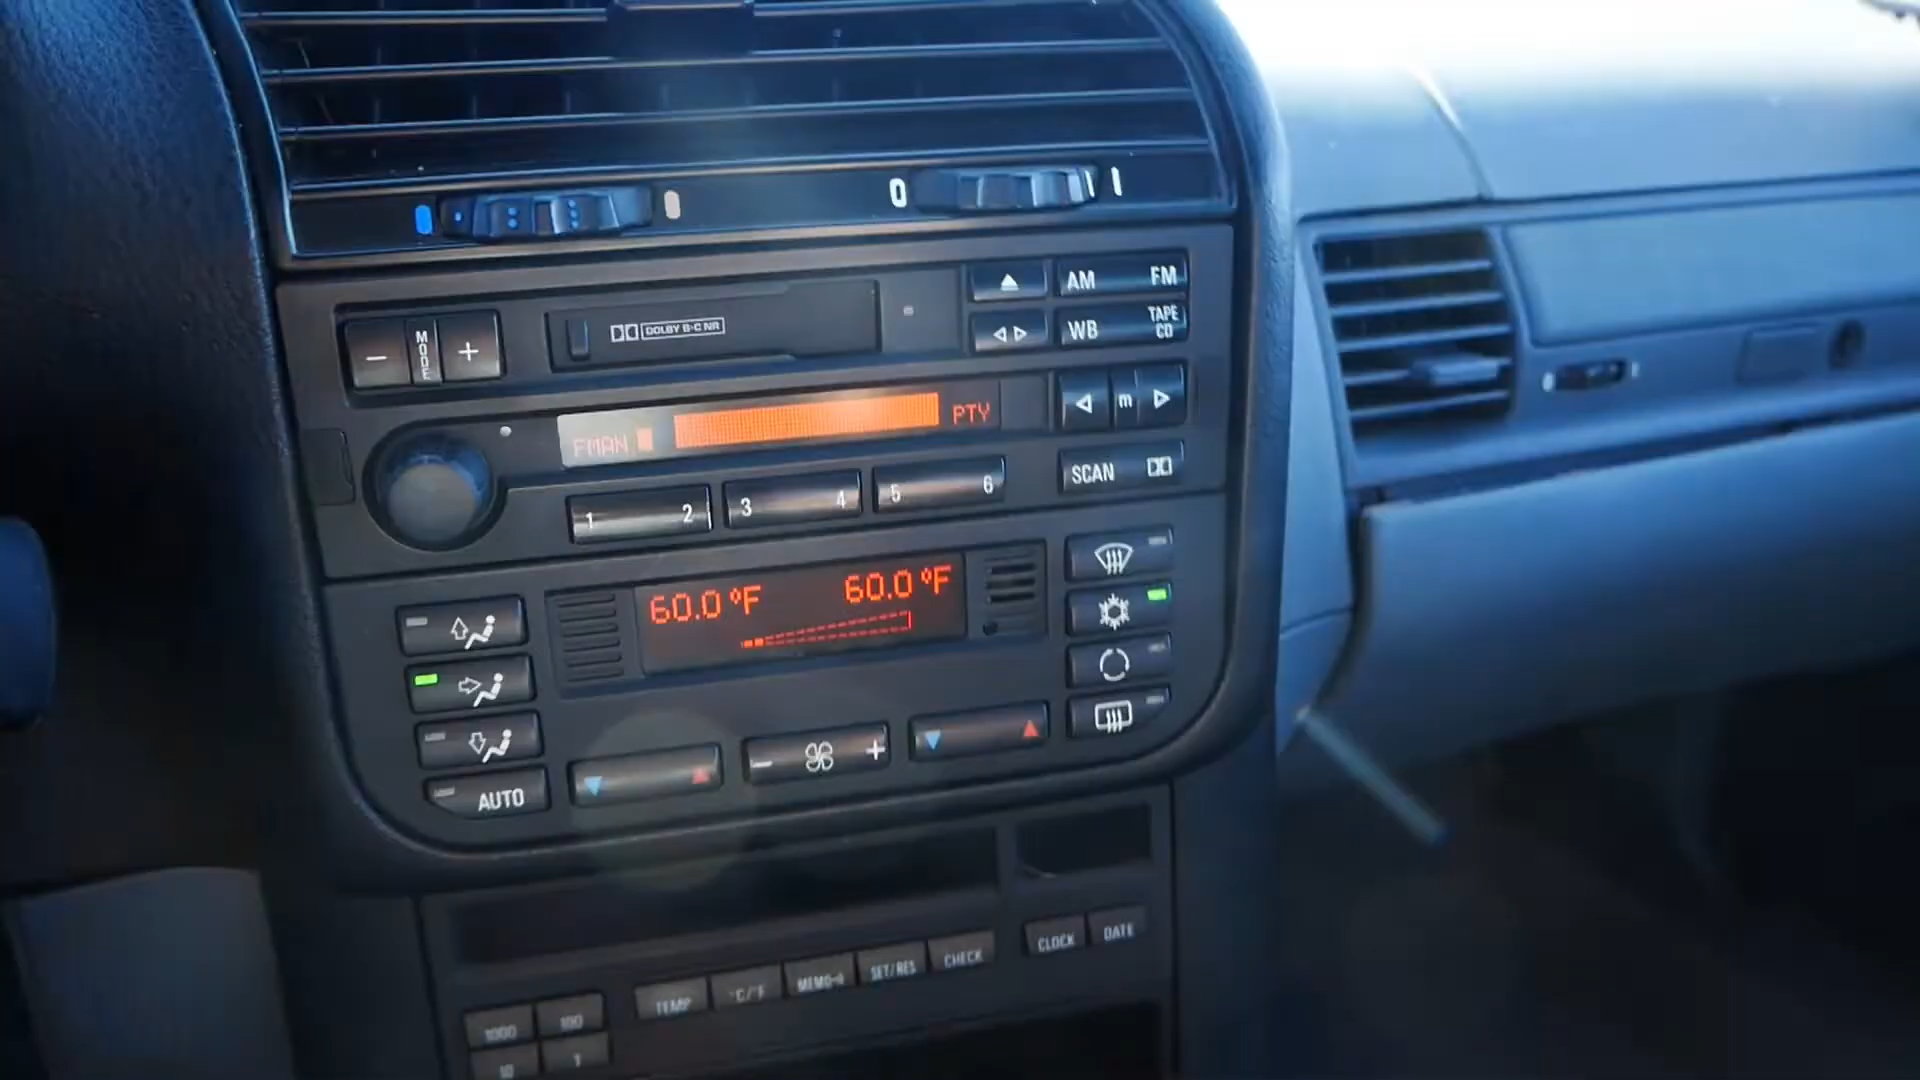 0 1
AM FM
- MODE +
DOLBY B-C NR
WB TAPE CD
FMAN PTY
m
SCAN
1 2 3 4 5 6
60.0 °F 60.0 °F
AUTO
- +
TEMP °C/°F MEMO SET/RES CHECK CLOCK DATE
1000 100
10 1